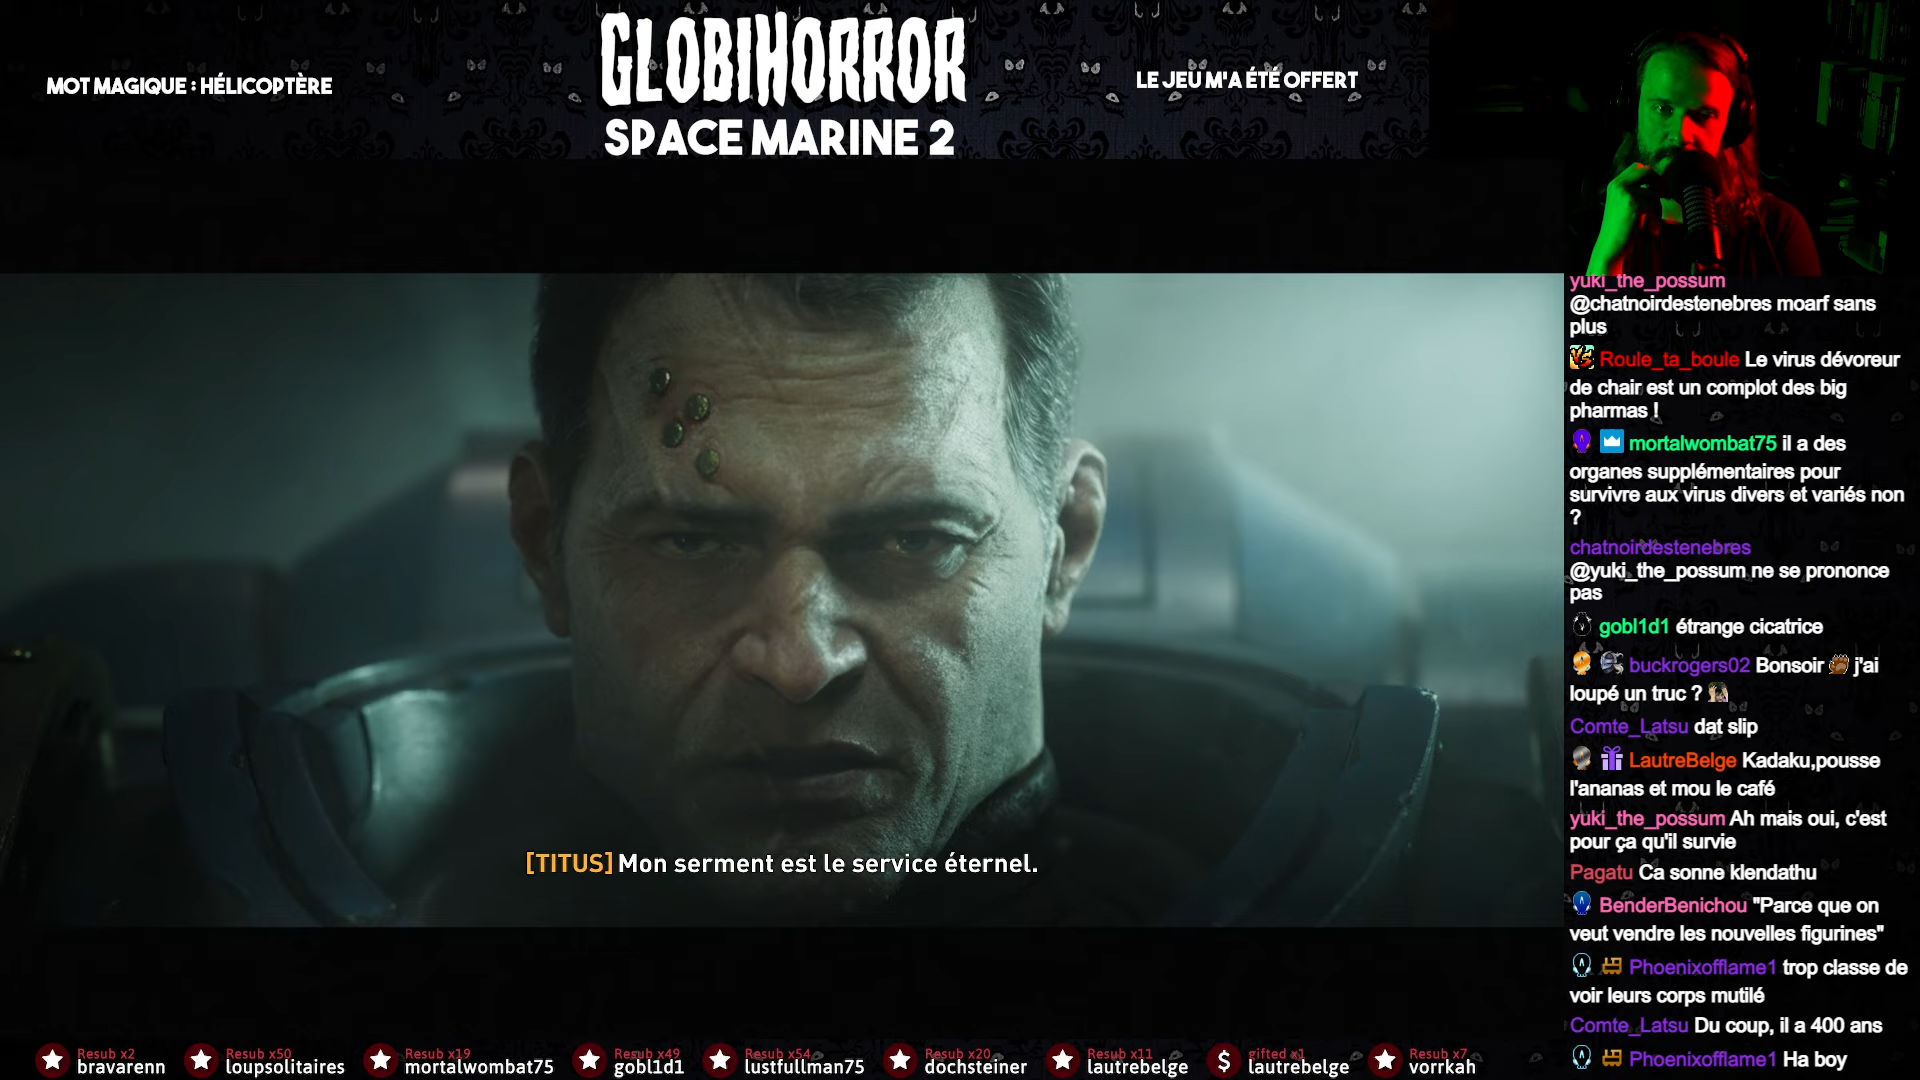 MOT MAGIQUE : HÉLICOPTÈRE
GLOBIHORROR
SPACE MARINE 2
LE JEU M'A ÉTÉ OFFERT
yuki_the_possum
@chatnoirdestenebres moarf sans
plus
Roule_ta_boule Le virus dévoreur
de chair est un complot des big
pharmas !
mortalwombat75 il a des
organes supplémentaires pour
survivre aux virus divers et variés non
?
chatnoirdestenebres
@yuki_the_possum ne se prononce
pas
gobl1d1 étrange cicatrice
buckrogers02 Bonsoir j'ai
loupé un truc ?
Comte_Latsu dat slip
LautreBelge Kadaku,pousse
l'ananas et mou le café
yuki_the_possum Ah mais oui, c'est
pour ça qu'il survie
Pagatu Ca sonne klendathu
BenderBenichou "Parce que on
veut vendre les nouvelles figurines"
Phoenixofflame1 trop classe de
voir leurs corps mutilé
Comte_Latsu Du coup, il a 400 ans
Phoenixofflame1 Ha boy
[TITUS] Mon serment est le service éternel.
Resub x2
bravarenn
Resub x50
loupsolitaires
Resub x19
mortalwombat75
Resub x49
gobl1d1
Resub x54
lustfullman75
Resub x20
dochsteiner
Resub x11
lautrebelge
$ gifted x1
lautrebelge
Resub x7
vorrkah